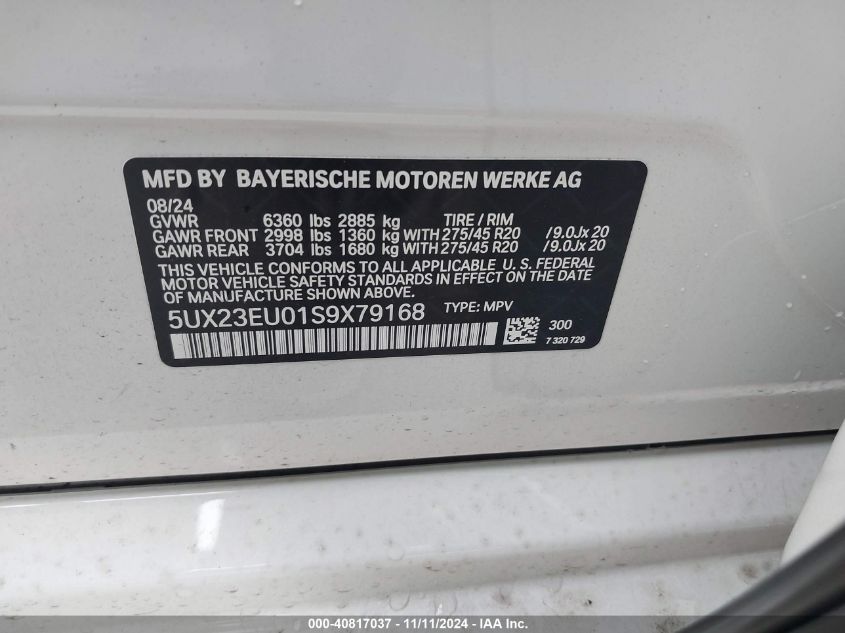 MFD BY BAYERISCHE MOTOREN WERKE AG
08/24
GVWR 6360 lbs 2885 kg TIRE / RIM
GAWR FRONT 2998 lbs 1360 kg WITH 275/45 R20 /9.0Jx 20
GAWR REAR 3704 lbs 1680 kg WITH 275/45 R20 /9.0Jx 20
THIS VEHICLE CONFORMS TO ALL APPLICABLE U. S. FEDERAL
MOTOR VEHICLE SAFETY STANDARDS IN EFFECT ON THE DATE
OF MANUFACTURE SHOWN ABOVE.
5UX23EU01S9X79168 TYPE: MPV
300
7 320 729
000-40817037 - 11/11/2024 - IAAI.com